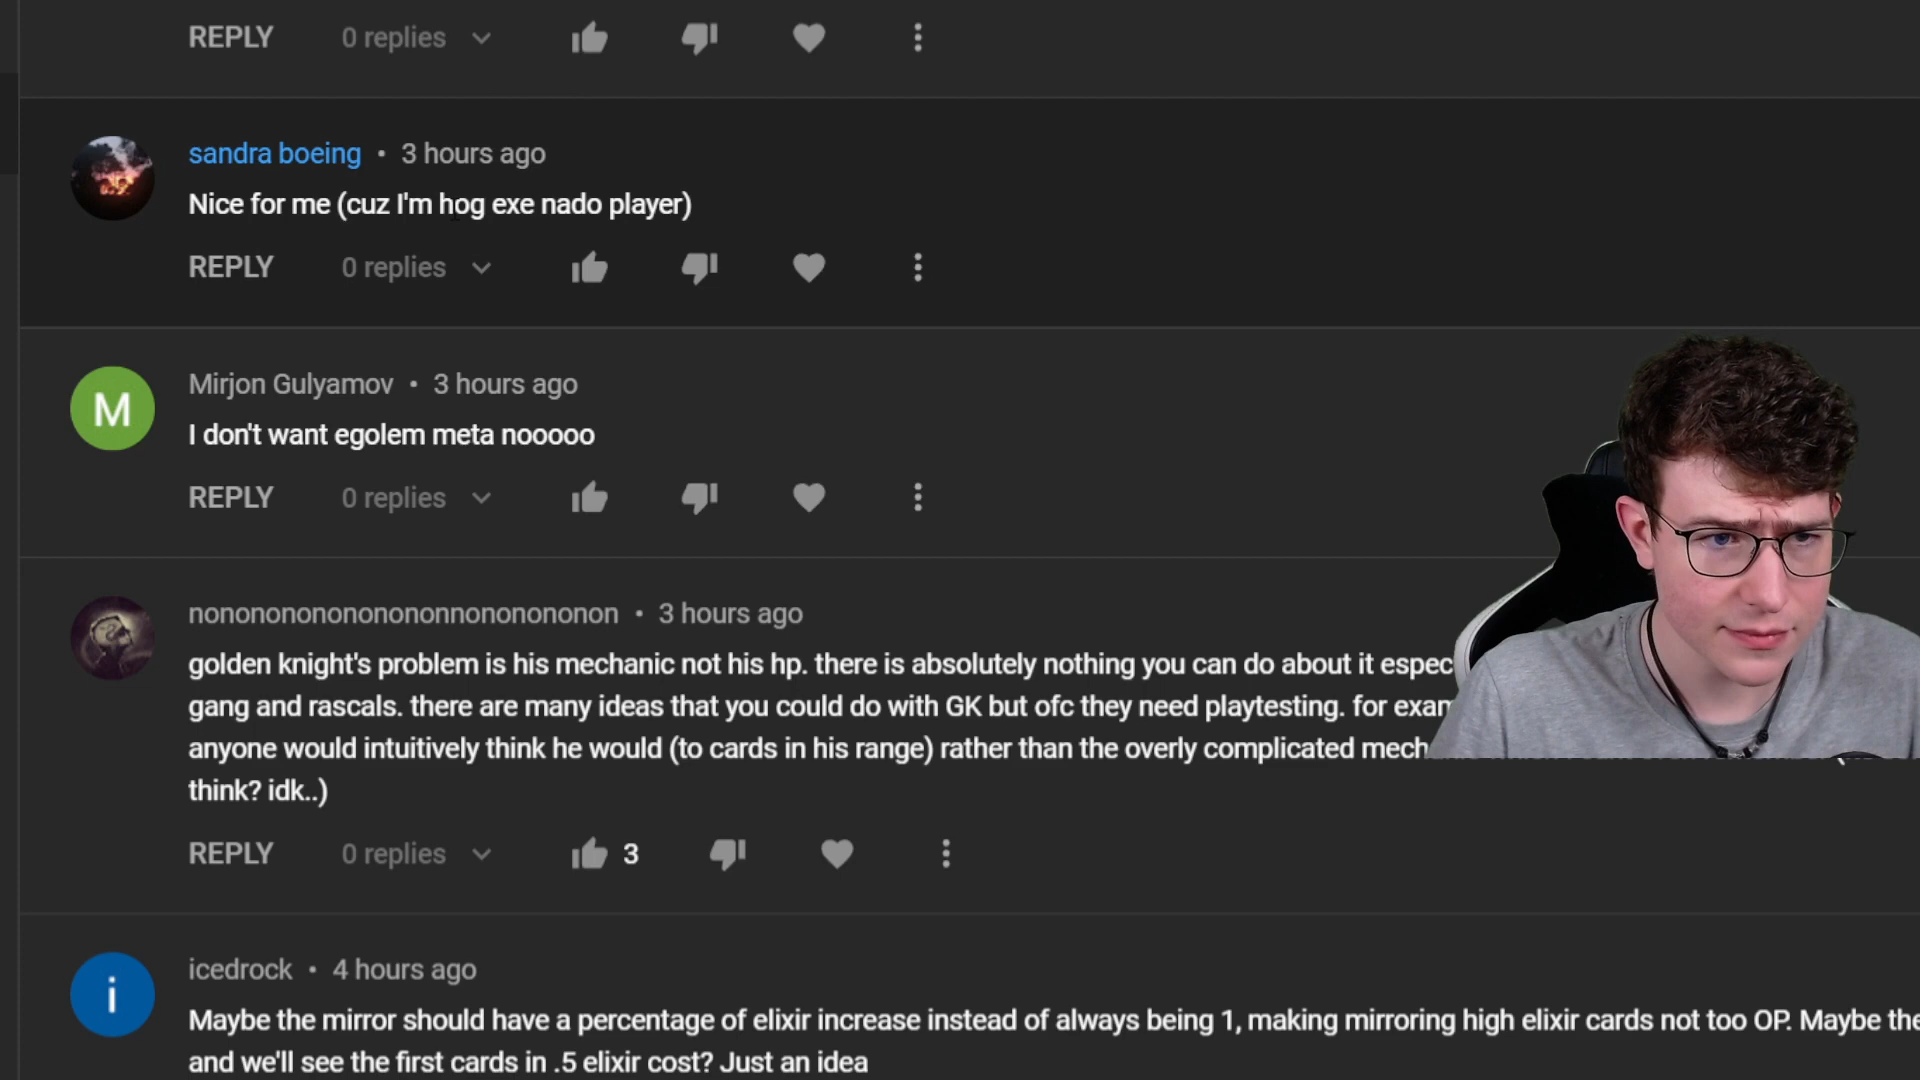 REPLY 0 replies
sandra boeing • 3 hours ago
Nice for me (cuz I'm hog exe nado player)
REPLY 0 replies
M
Mirjon Gulyamov • 3 hours ago
I don't want egolem meta nooooo
REPLY 0 replies
nonononononononononnononononon • 3 hours ago
golden knight's problem is his mechanic not his hp. there is absolutely nothing you can do about it espec
gang and rascals. there are many ideas that you could do with GK but ofc they need playtesting. for exam
anyone would intuitively think he would (to cards in his range) rather than the overly complicated mech
think? idk..)
REPLY 0 replies 3
i
icedrock • 4 hours ago
Maybe the mirror should have a percentage of elixir increase instead of always being 1, making mirroring high elixir cards not too OP. Maybe the
and we'll see the first cards in .5 elixir cost? Just an idea